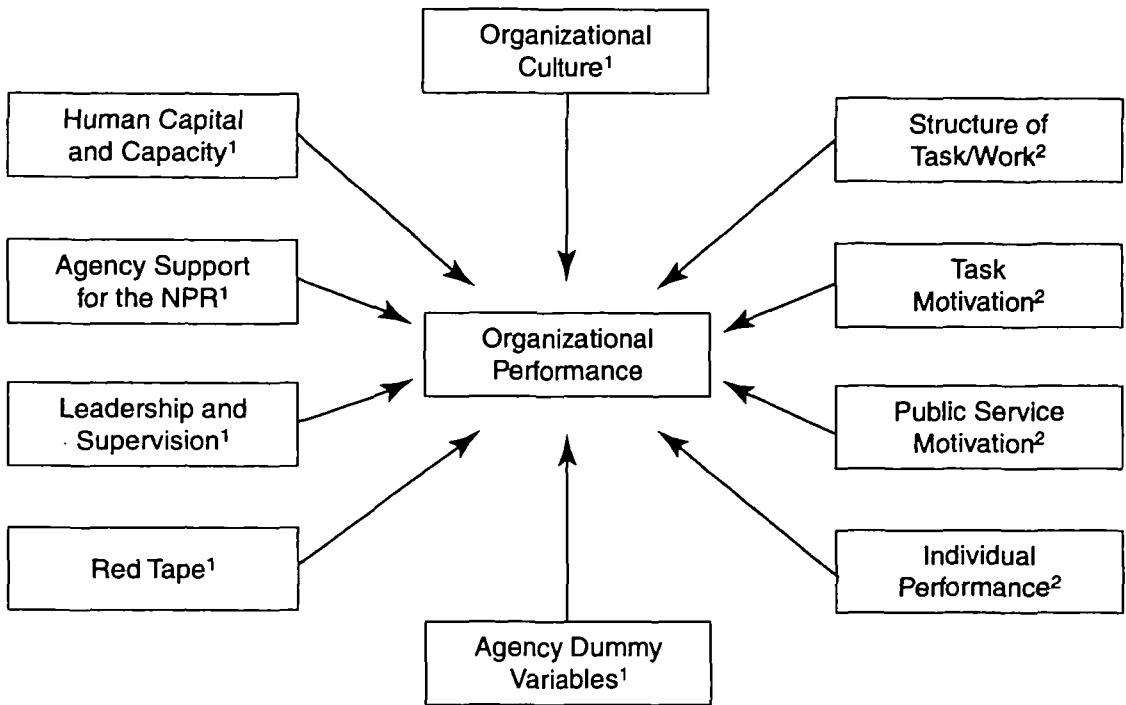 Organizational
Culture¹
Human Capital
and Capacity¹
Structure of
Task/Work²
Agency Support
for the NPR¹
Task
Motivation²
Organizational
Performance
Leadership and
Supervision¹
Public Service
Motivation²
Red Tape¹
Individual
Performance²
Agency Dummy
Variables¹